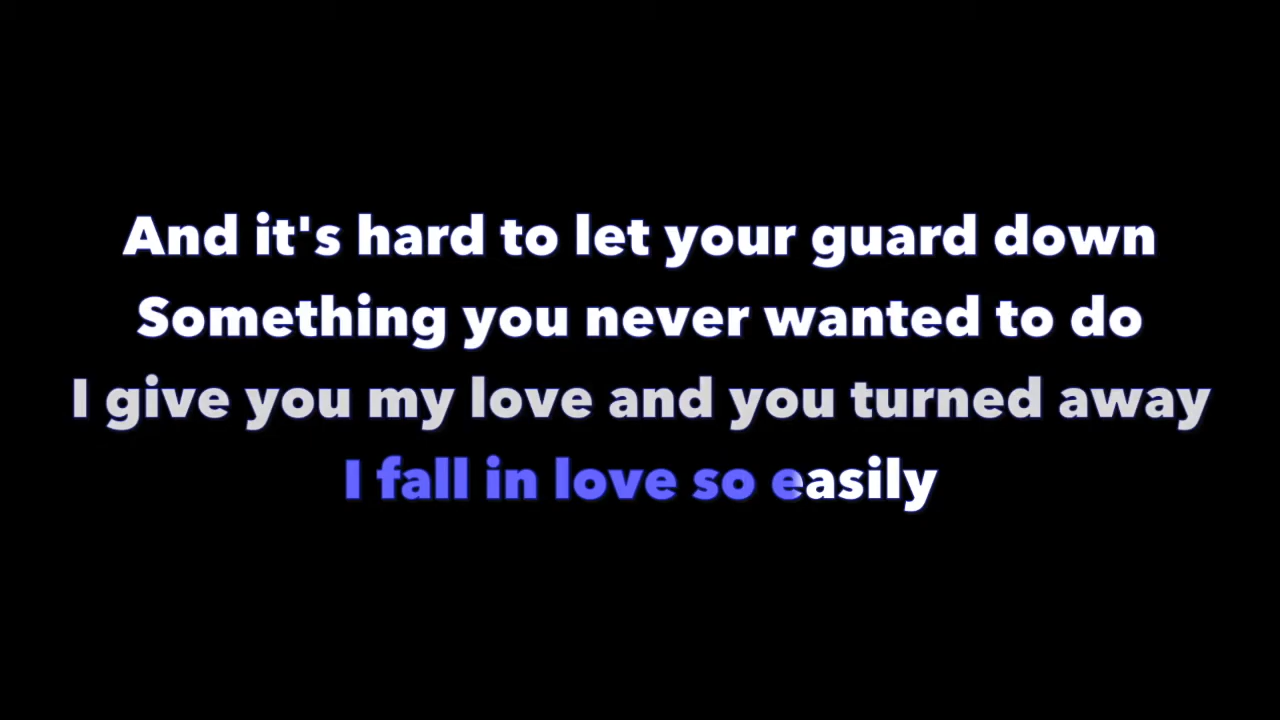 And it's hard to let your guard down
Something you never wanted to do
I give you my love and you turned away
I fall in love so easily